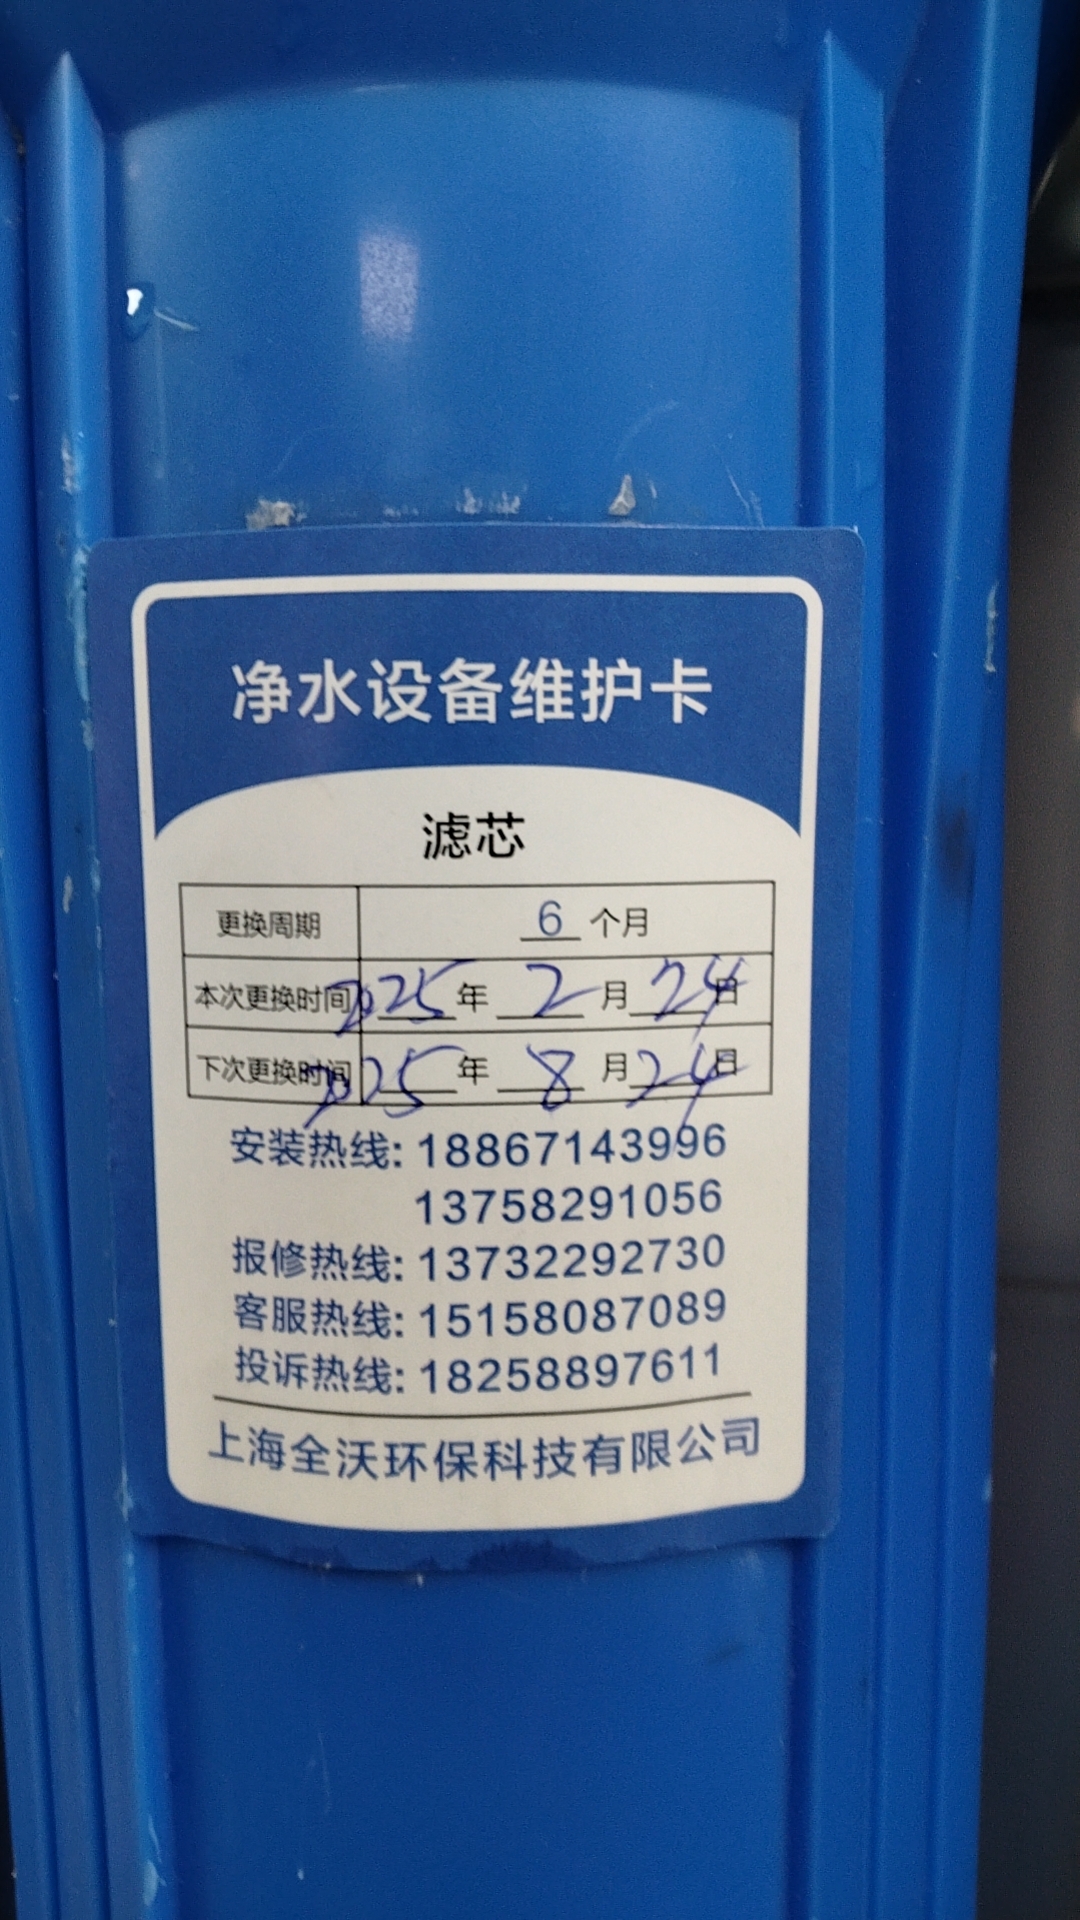 净水设备维护卡
滤芯
更换周期 6 个月
本次更换时间 2025 年 2 月 24 日
下次更换时间 2025 年 8 月 24 日
安装热线: 18867143996
13758291056
报修热线: 13732292730
客服热线: 15158087089
投诉热线: 18258897611
上海全沃环保科技有限公司